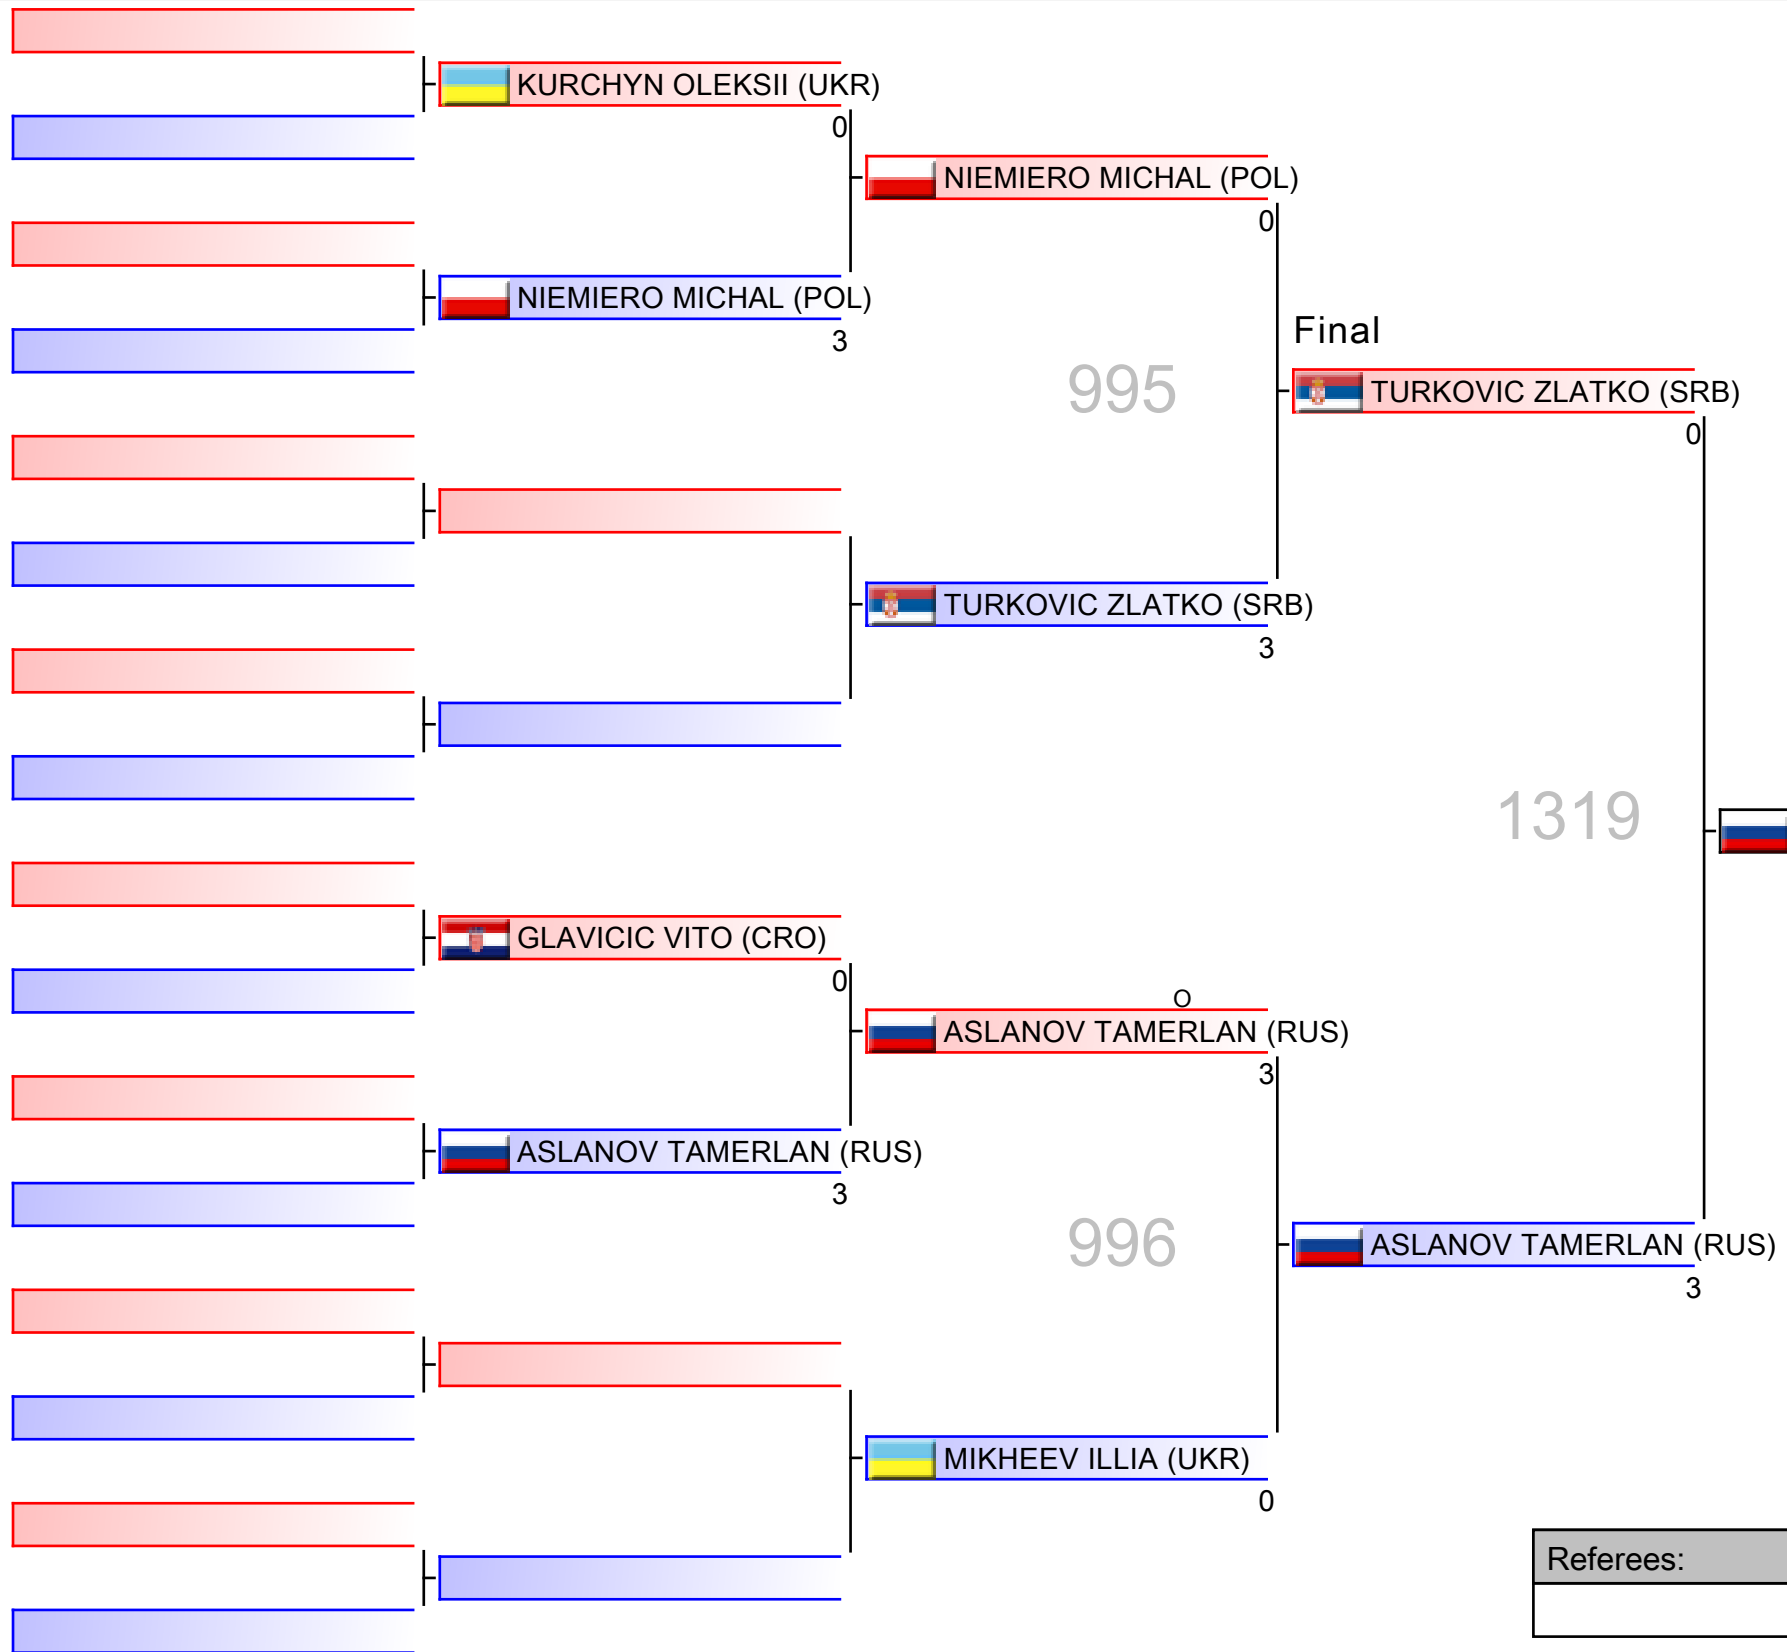 KURCHYN OLEKSII (UKR)
0
NIEMIERO MICHAL (POL)
0
NIEMIERO MICHAL (POL)
3
Final
995
TURKOVIC ZLATKO (SRB)
0
TURKOVIC ZLATKO (SRB)
3
1319
GLAVICIC VITO (CRO)
0
O
ASLANOV TAMERLAN (RUS)
3
ASLANOV TAMERLAN (RUS)
3
996
ASLANOV TAMERLAN (RUS)
3
MIKHEEV ILLIA (UKR)
0
Referees: